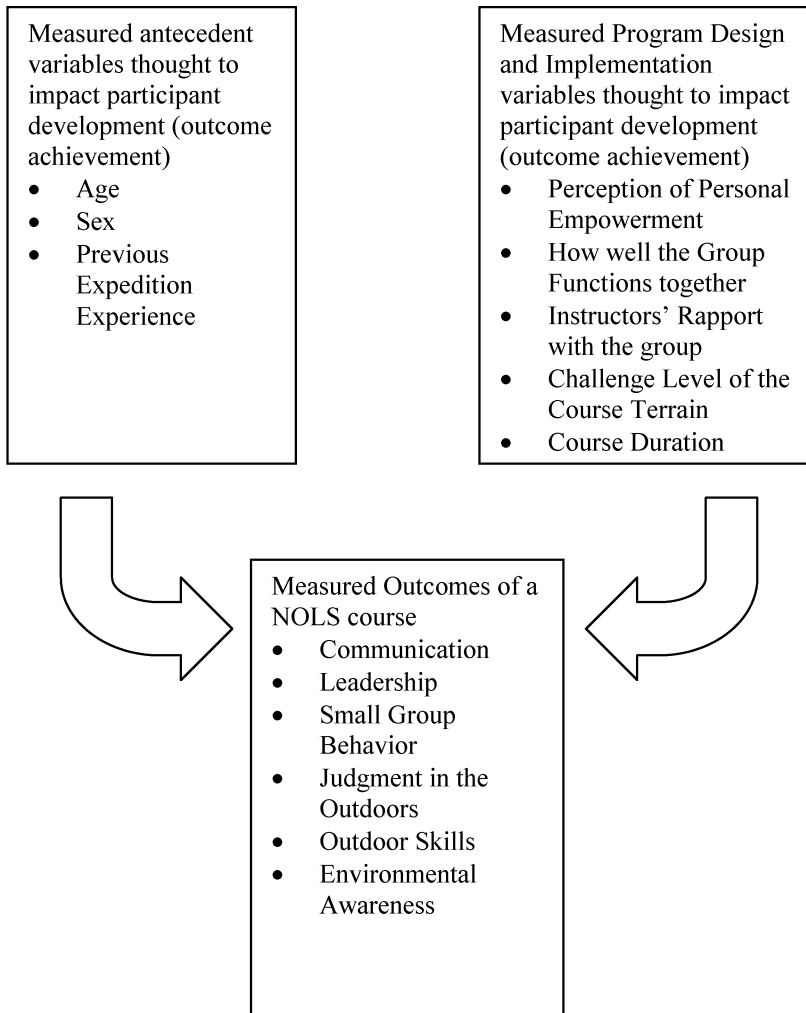 Measured antecedent
variables thought to
impact participant
development (outcome
achievement)
• Age
• Sex
• Previous
Expedition
Experience
Measured Program Design
and Implementation
variables thought to impact
participant development
(outcome achievement)
• Perception of Personal
Empowerment
• How well the Group
Functions together
• Instructors’ Rapport
with the group
• Challenge Level of the
Course Terrain
• Course Duration
Measured Outcomes of a
NOLS course
• Communication
• Leadership
• Small Group
Behavior
• Judgment in the
Outdoors
• Outdoor Skills
• Environmental
Awareness